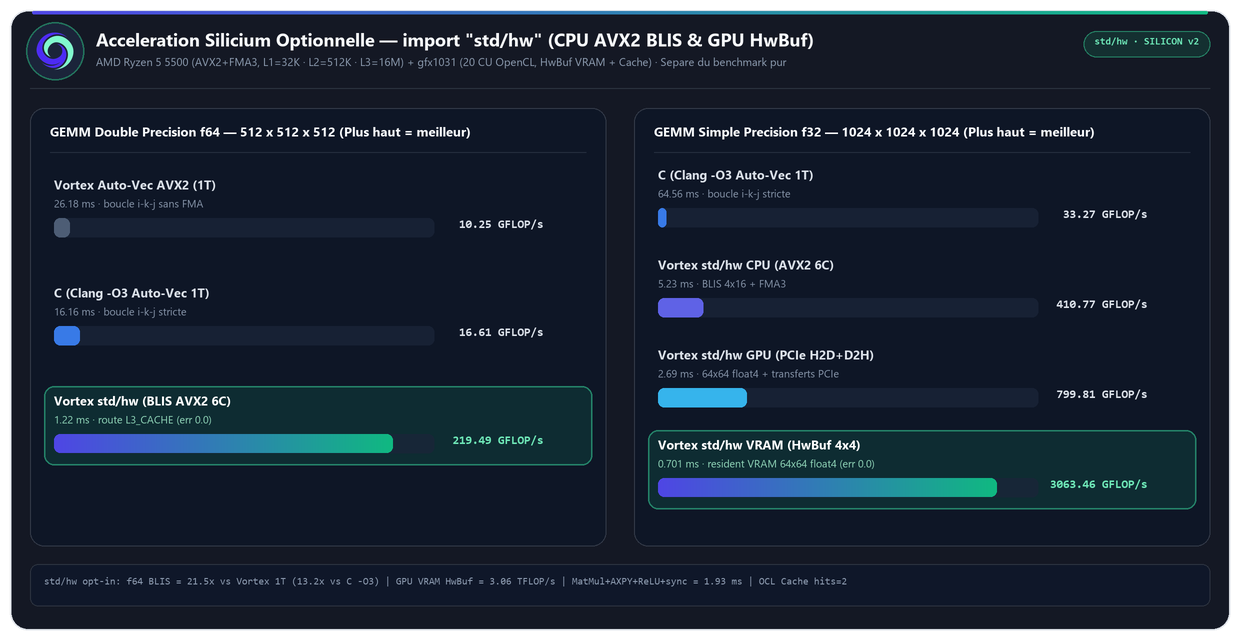 Acceleration Silicium Optionnelle — import "std/hw" (CPU AVX2 BLIS & GPU HwBuf)
AMD Ryzen 5 5500 (AVX2+FMA3, L1=32K · L2=512K · L3=16M) + gfx1031 (20 CU OpenCL, HwBuf VRAM + Cache) · Separe du benchmark pur
std/hw · SILICON v2
GEMM Double Precision f64 — 512 x 512 x 512 (Plus haut = meilleur)
Vortex Auto-Vec AVX2 (1T)
26.18 ms · boucle i-k-j sans FMA
10.25 GFLOP/s
C (Clang -O3 Auto-Vec 1T)
16.16 ms · boucle i-k-j stricte
16.61 GFLOP/s
Vortex std/hw (BLIS AVX2 6C)
1.22 ms · route L3_CACHE (err 0.0)
219.49 GFLOP/s
GEMM Simple Precision f32 — 1024 x 1024 x 1024 (Plus haut = meilleur)
C (Clang -O3 Auto-Vec 1T)
64.56 ms · boucle i-k-j stricte
33.27 GFLOP/s
Vortex std/hw CPU (AVX2 6C)
5.23 ms · BLIS 4x16 + FMA3
410.77 GFLOP/s
Vortex std/hw GPU (PCIe H2D+D2H)
2.69 ms · 64x64 float4 + transferts PCIe
799.81 GFLOP/s
Vortex std/hw VRAM (HwBuf 4x4)
0.701 ms · resident VRAM 64x64 float4 (err 0.0)
3063.46 GFLOP/s
std/hw opt-in: f64 BLIS = 21.5x vs Vortex 1T (13.2x vs C -O3) | GPU VRAM HwBuf = 3.06 TFLOP/s | MatMul+AXPY+ReLU+sync = 1.93 ms | OCL Cache hits=2